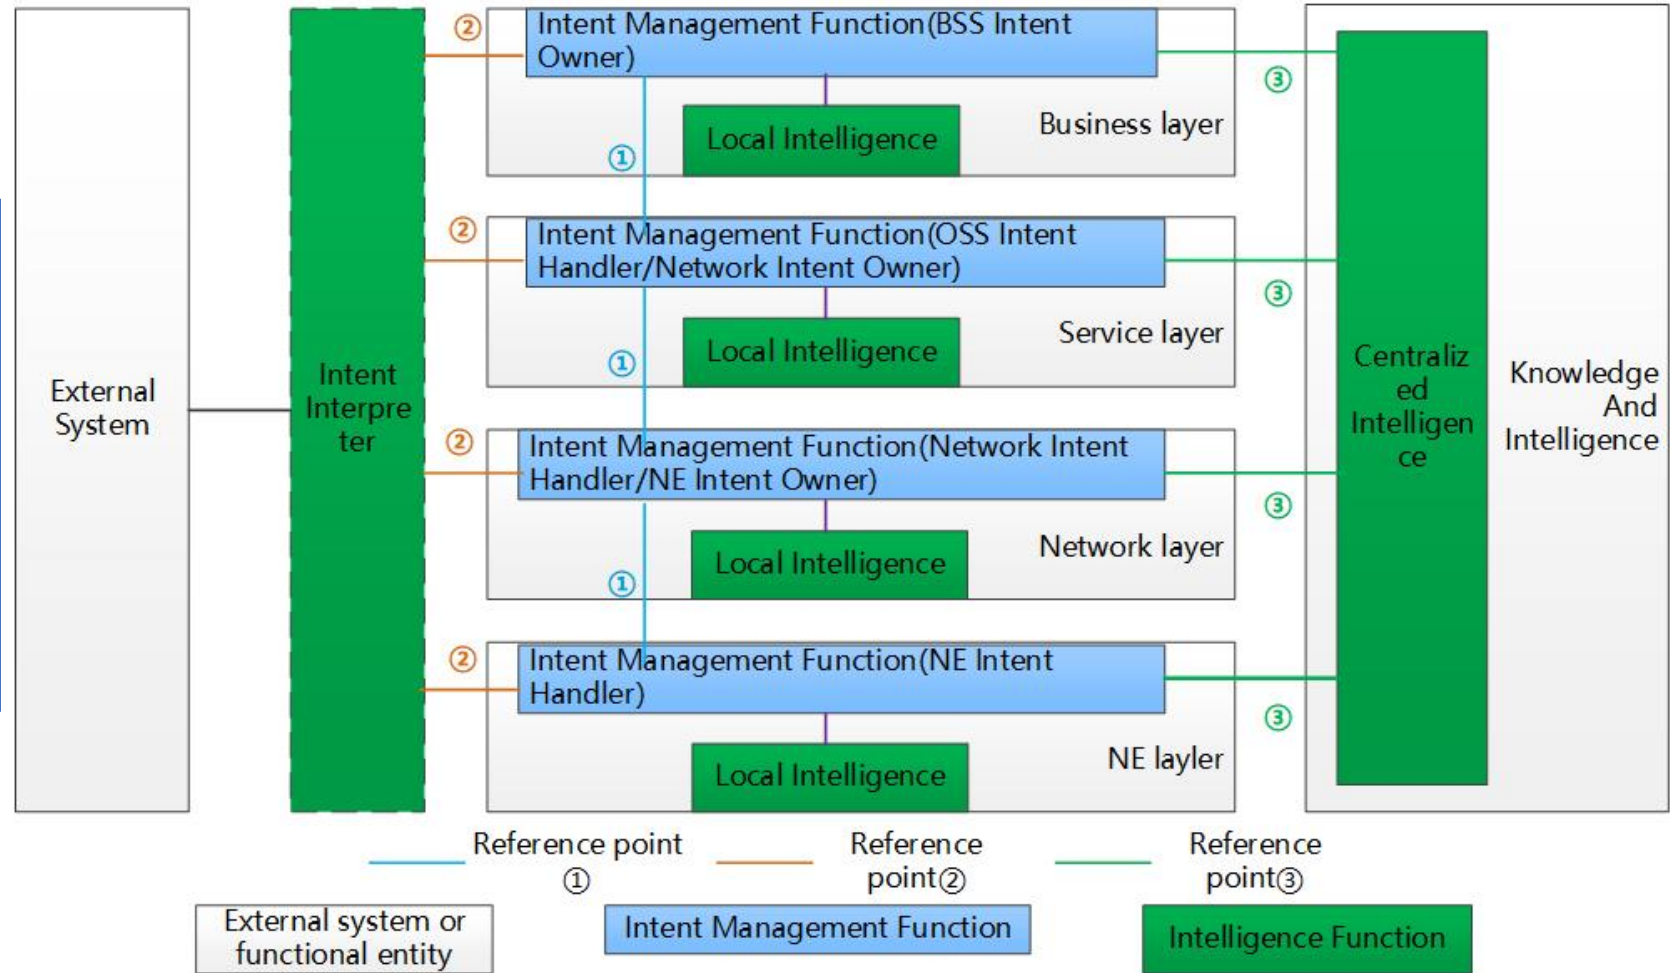 External
System
Intent
Interpre
ter
②
Intent Management Function(BSS Intent
Owner)
③
Local Intelligence
Business layer
①
②
Intent Management Function(OSS Intent
Handler/Network Intent Owner)
③
Local Intelligence
Service layer
①
②
Intent Management Function(Network Intent
Handler/NE Intent Owner)
③
Local Intelligence
Network layer
①
②
Intent Management Function(NE Intent
Handler)
③
Local Intelligence
NE layler
Centraliz
ed
Intelligen
ce
Knowledge
And
Intelligence
Reference point
①
Reference
point②
Reference
point③
External system or
functional entity
Intent Management Function
Intelligence Function